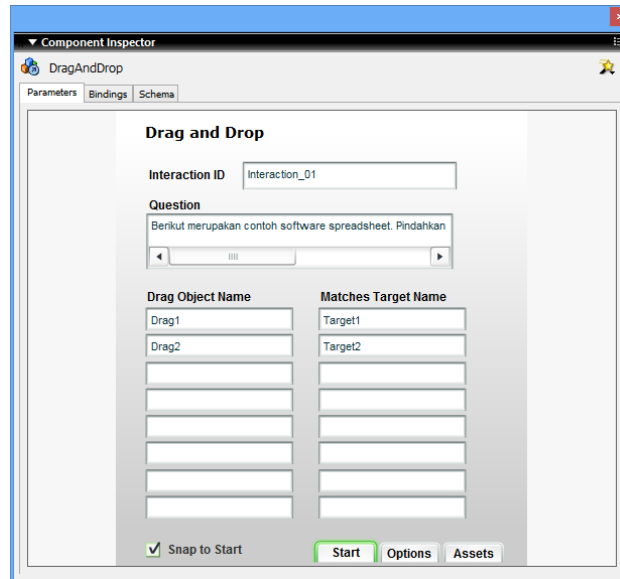 Component Inspector
DragAndDrop
Parameters Bindings Schema
Drag and Drop
Interaction ID Interaction_01
Question
Berikut merupakan contoh software spreadsheet. Pindahkan
Drag Object Name Matches Target Name
Drag1 Target1
Drag2 Target2
Snap to Start Start Options Assets